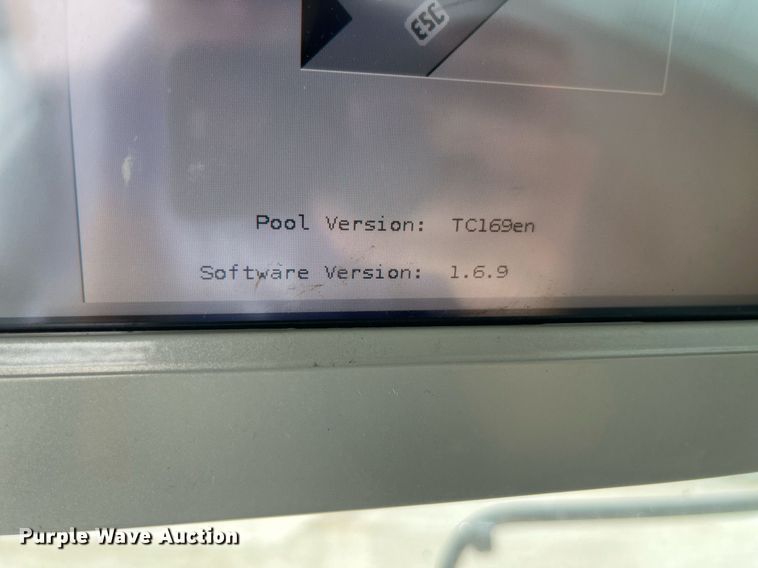 ESC
Pool Version: TC169en
Software Version: 1.6.9
Purple Wave Auction